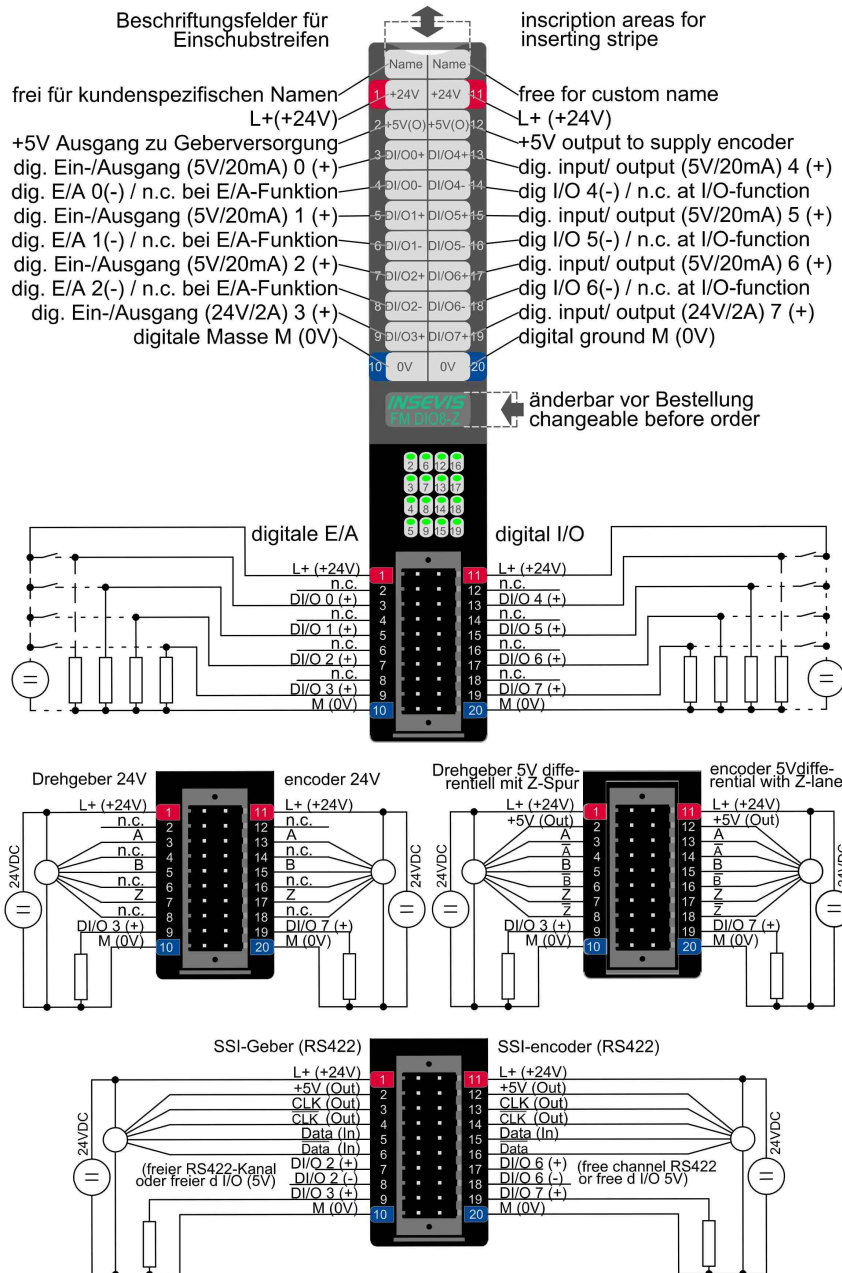 Beschriftungsfelder für
Einschubstreifen
inscription areas for
inserting stripe
Name Name
frei für kundenspezifischen Namen
free for custom name
1 +24V +24V 11
L+(+24V)
L+ (+24V)
2 +5V(O) +5V(O) 12
+5V Ausgang zu Geberversorgung
+5V output to supply encoder
3 DI/O0+ DI/O4+ 13
dig. Ein-/Ausgang (5V/20mA) 0 (+)
dig. input/ output (5V/20mA) 4 (+)
4 DI/O0- DI/O4- 14
dig. E/A 0(-) / n.c. bei E/A-Funktion
dig I/O 4(-) / n.c. at I/O-function
5 DI/O1+ DI/O5+ 15
dig. Ein-/Ausgang (5V/20mA) 1 (+)
dig. input/ output (5V/20mA) 5 (+)
6 DI/O1- DI/O5- 16
dig. E/A 1(-) / n.c. bei E/A-Funktion
dig I/O 5(-) / n.c. at I/O-function
7 DI/O2+ DI/O6+ 17
dig. Ein-/Ausgang (5V/20mA) 2 (+)
dig. input/ output (5V/20mA) 6 (+)
8 DI/O2- DI/O6- 18
dig. E/A 2(-) / n.c. bei E/A-Funktion
dig I/O 6(-) / n.c. at I/O-function
9 DI/O3+ DI/O7+ 19
dig. Ein-/Ausgang (24V/2A) 3 (+)
dig. input/ output (24V/2A) 7 (+)
10 0V 0V 20
digitale Masse M (0V)
digital ground M (0V)
INSEVIS
FM DIO8-Z
änderbar vor Bestellung
changeable before order
2 6 12 16
3 7 13 17
4 8 14 18
5 9 15 19
digitale E/A
digital I/O
L+ (+24V) 1 11 L+ (+24V)
n.c. 2 12 n.c.
DI/O 0 (+) 3 13 DI/O 4 (+)
n.c. 4 14 n.c.
DI/O 1 (+) 5 15 DI/O 5 (+)
n.c. 6 16 n.c.
DI/O 2 (+) 7 17 DI/O 6 (+)
n.c. 8 18 n.c.
DI/O 3 (+) 9 19 DI/O 7 (+)
M (0V) 10 20 M (0V)
Drehgeber 24V
encoder 24V
L+ (+24V) 1 11 L+ (+24V)
n.c. 2 12 n.c.
A 3 13 A
n.c. 4 14 n.c.
B 5 15 B
n.c. 6 16 n.c.
Z 7 17 Z
n.c. 8 18 n.c.
DI/O 3 (+) 9 19 DI/O 7 (+)
M (0V) 10 20 M (0V)
24VDC
24VDC
Drehgeber 5V diffe-
rentiell mit Z-Spur
encoder 5Vdiffe-
rential with Z-lane
L+ (+24V) 1 11 L+ (+24V)
+5V (Out) 2 12 +5V (Out)
A 3 13 A
A̅ 4 14 A̅
B 5 15 B
B̅ 6 16 B̅
Z 7 17 Z
Z̅ 8 18 Z̅
DI/O 3 (+) 9 19 DI/O 7 (+)
M (0V) 10 20 M (0V)
24VDC
24VDC
SSI-Geber (RS422)
SSI-encoder (RS422)
L+ (+24V) 1 11 L+ (+24V)
+5V (Out) 2 12 +5V (Out)
CLK (Out) 3 13 CLK (Out)
C̅L̅K̅ (Out) 4 14 C̅L̅K̅ (Out)
Data (In) 5 15 Data (In)
D̅a̅t̅a̅ (In) 6 16 D̅a̅t̅a̅
DI/O 2 (+) 7 17 DI/O 6 (+)
DI/O 2 (-) 8 18 DI/O 6 (-)
DI/O 3 (+) 9 19 DI/O 7 (+)
M (0V) 10 20 M (0V)
(freier RS422-Kanal
oder freier d I/O (5V)
(free channel RS422
or free d I/O 5V)
24VDC
24VDC